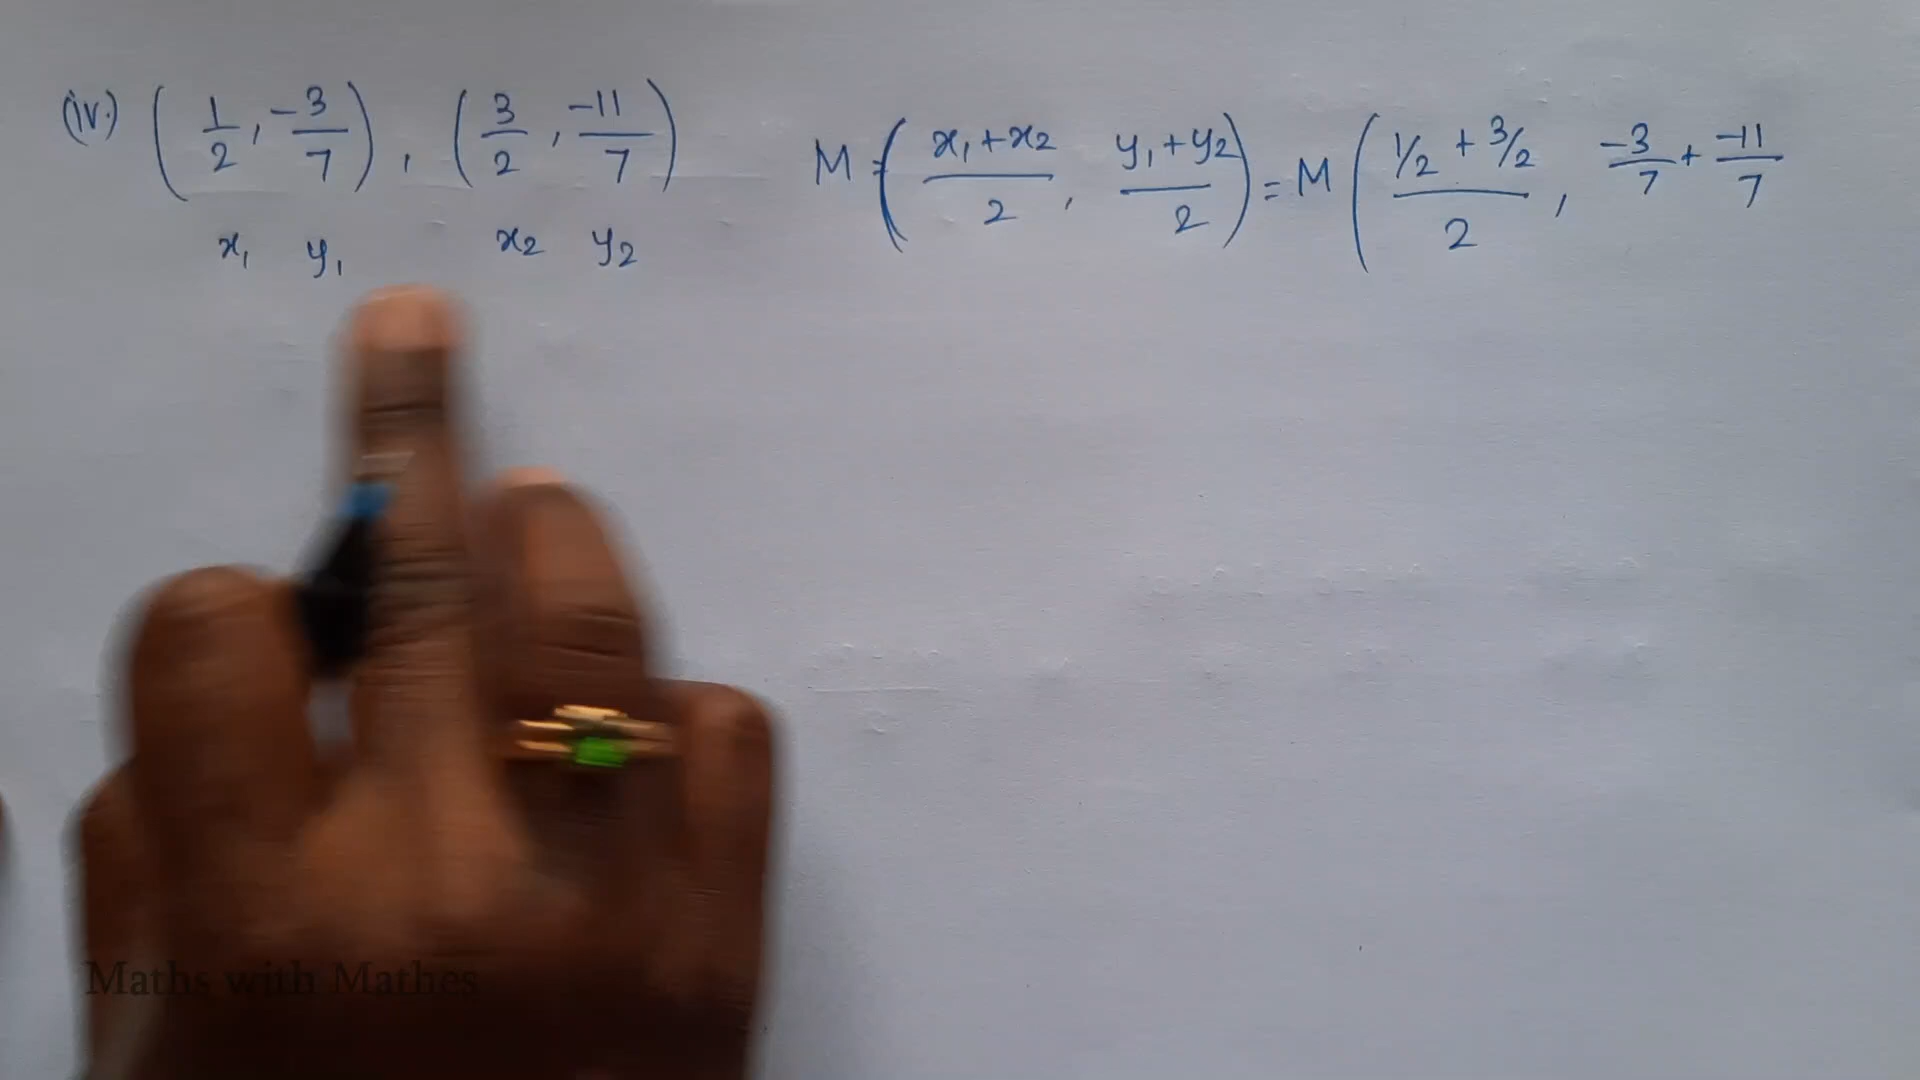 (iv.) (1/2, -3/7), (3/2, -11/7) M = (x₁+x₂/2, y₁+y₂/2) = M (1/2 + 3/2/2, -3/7 + -11/7
x₁ y₁ x₂ y₂
Maths with Mathes